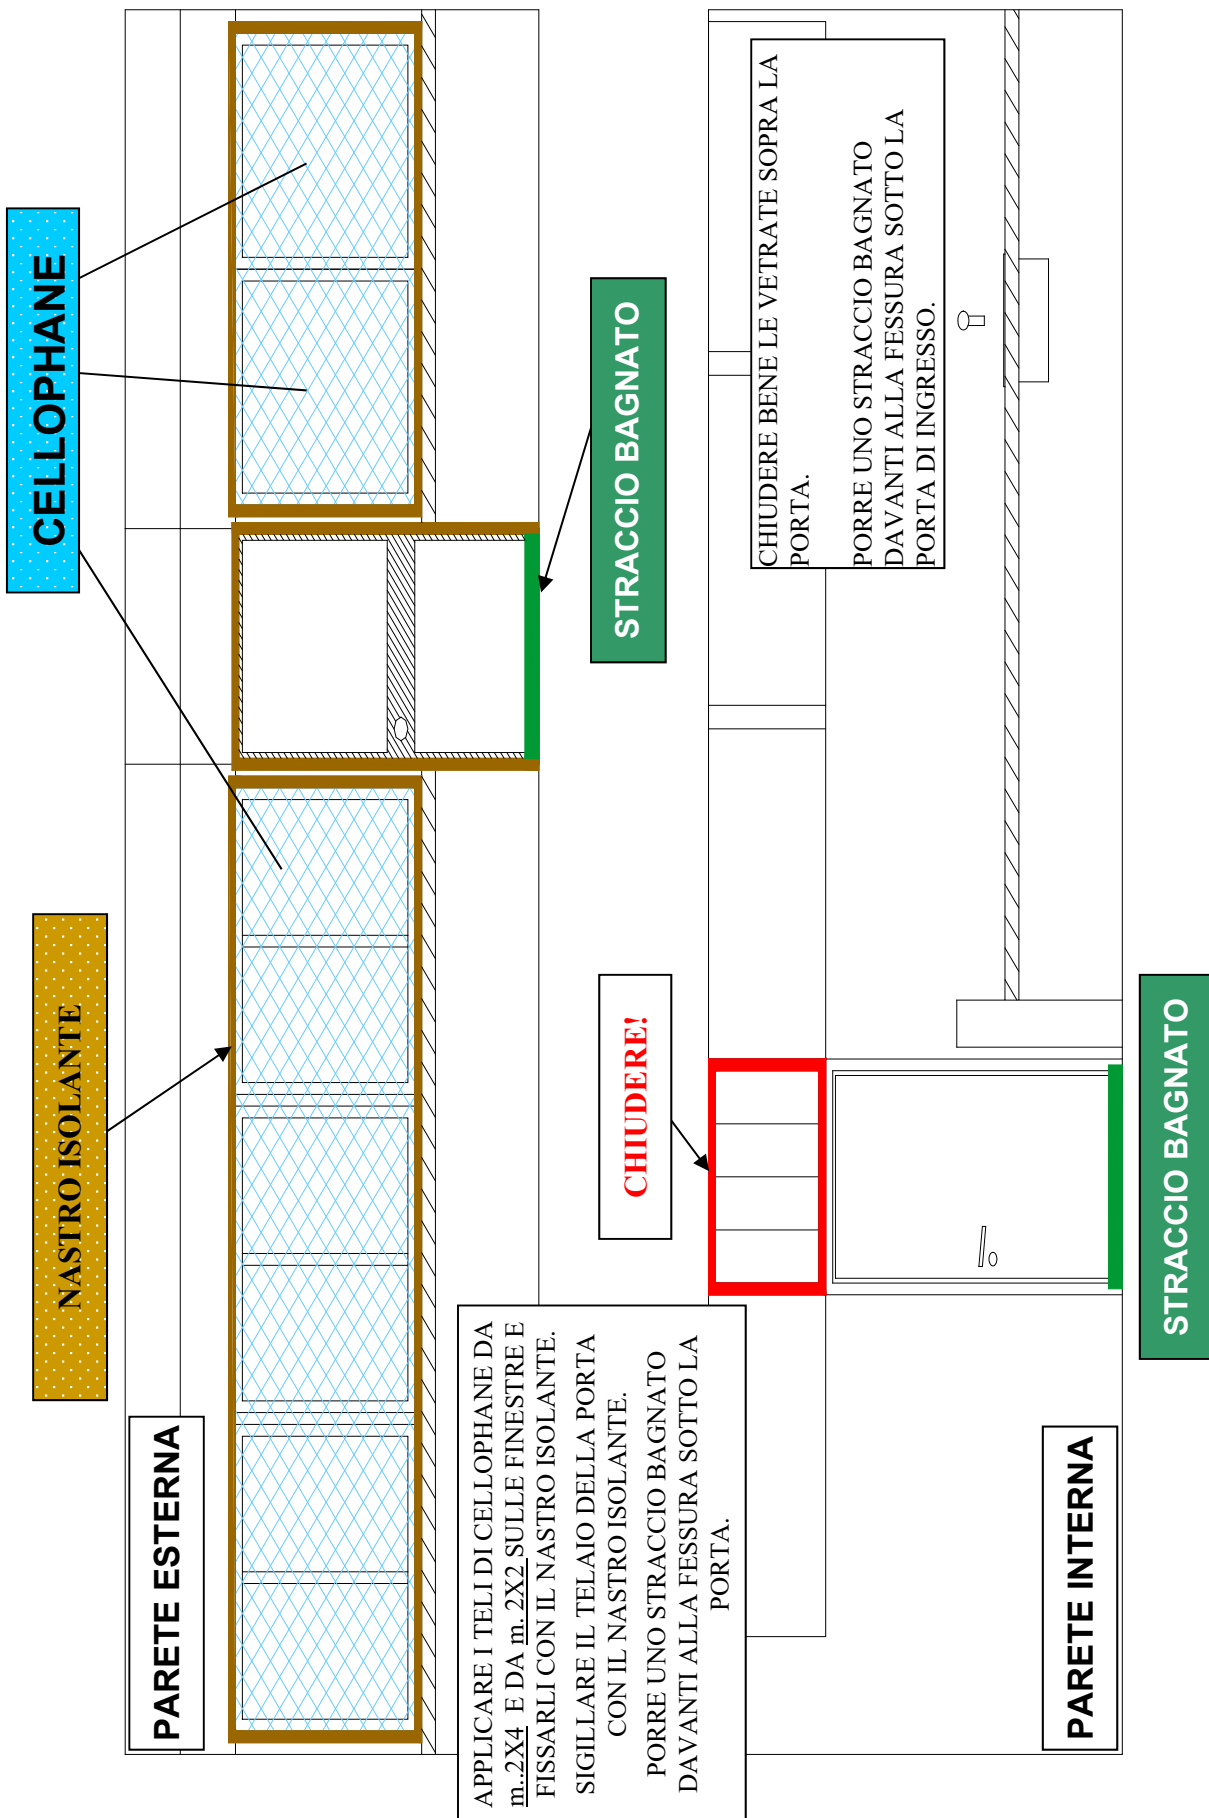 PARETE ESTERNA
NASTRO ISOLANTE
CELLOPHANE
STRACCIO BAGNATO
APPLICARE I TELI DI CELLOPHANE DA
m..2X4 E DA m. 2X2 SULLE FINESTRE E
FISSARLI CON IL NASTRO ISOLANTE.
SIGILLARE IL TELAIO DELLA PORTA
CON IL NASTRO ISOLANTE.
PORRE UNO STRACCIO BAGNATO
DAVANTI ALLA FESSURA SOTTO LA
PORTA.
CHIUDERE!
CHIUDERE BENE LE VETRATE SOPRA LA
PORTA.
PORRE UNO STRACCIO BAGNATO
DAVANTI ALLA FESSURA SOTTO LA
PORTA DI INGRESSO.
PARETE INTERNA
STRACCIO BAGNATO